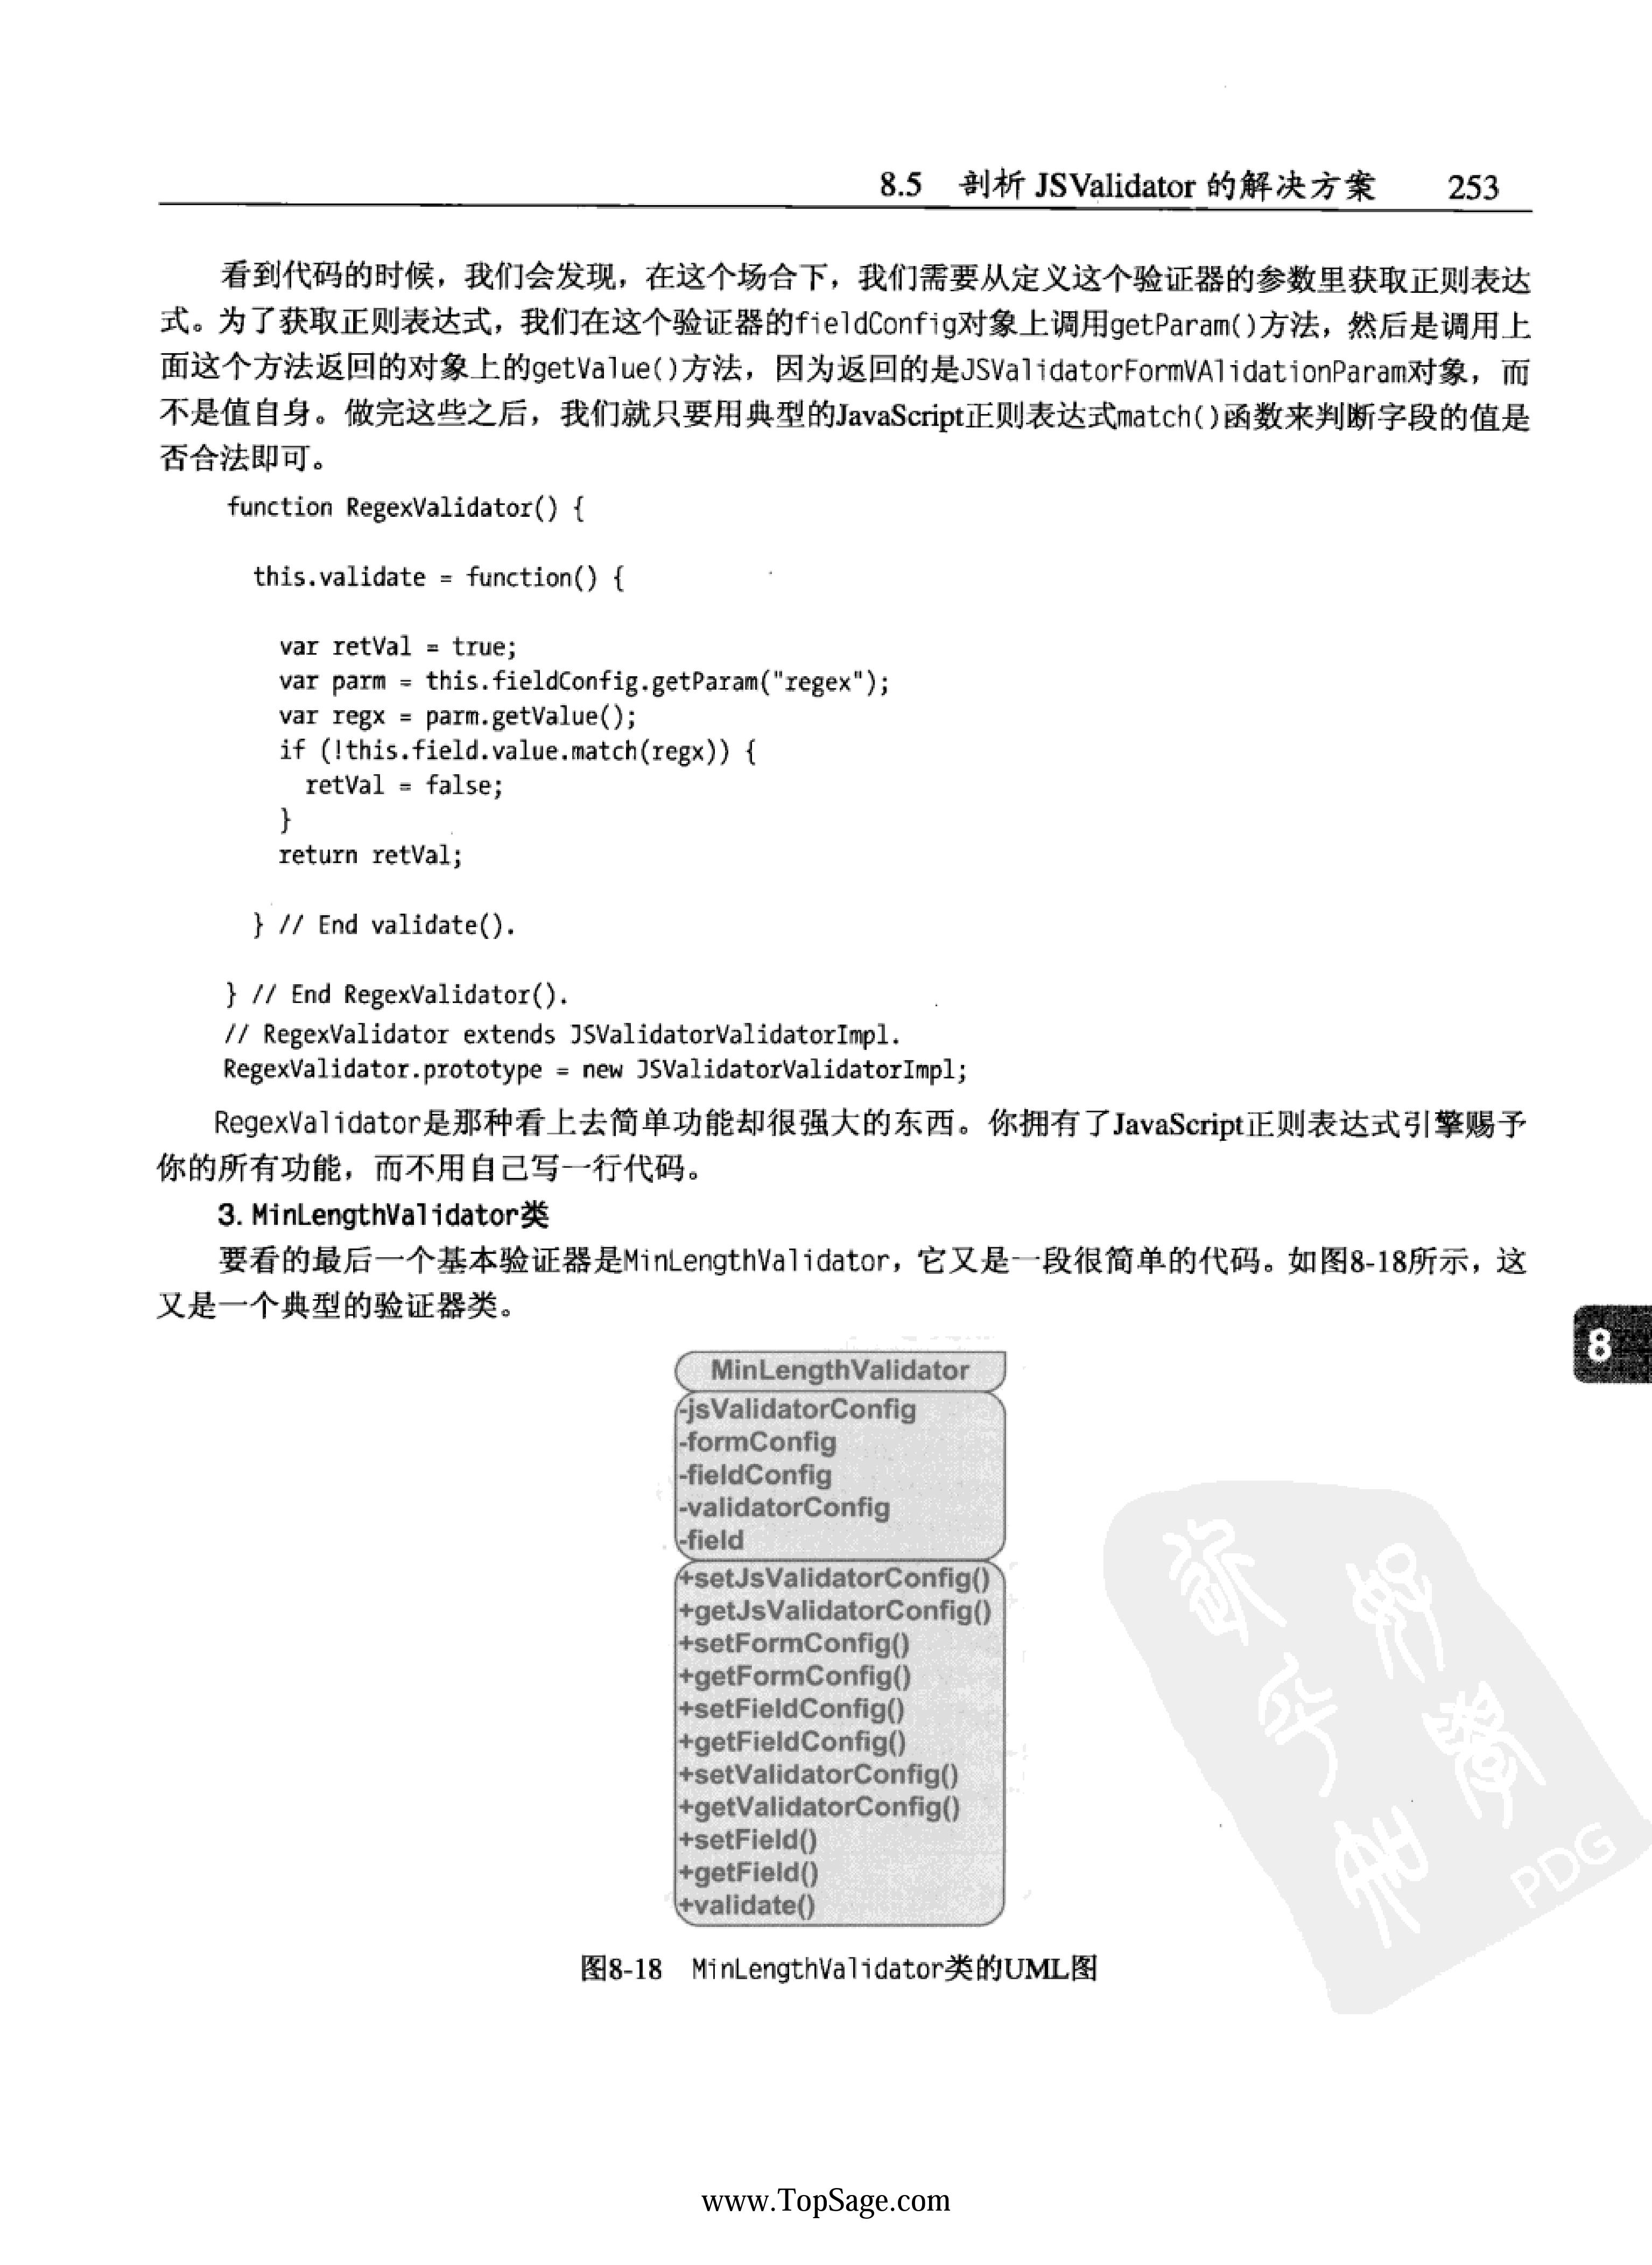 8.5 剖析 JSValidator 的解决方案 253
看到代码的时候，我们会发现，在这个场合下，我们需要从定义这个验证器的参数里获取正则表达
式。为了获取正则表达式，我们在这个验证器的fieldConfig对象上调用getParam()方法，然后是调用上
面这个方法返回的对象上的getValue()方法，因为返回的是JSValidatorFormVAlidationParam对象，而
不是值自身。做完这些之后，我们就只要用典型的JavaScript正则表达式match()函数来判断字段的值是
否合法即可。
function RegexValidator() {
this.validate = function() {
var retVal = true;
var parm = this.fieldConfig.getParam("regex");
var regx = parm.getValue();
if (!this.field.value.match(regx)) {
retVal = false;
}
return retVal;
} // End validate().
} // End RegexValidator().
// RegexValidator extends JSValidatorValidatorImpl.
RegexValidator.prototype = new JSValidatorValidatorImpl;
RegexValidator是那种看上去简单功能却很强大的东西。你拥有了JavaScript正则表达式引擎赐予
你的所有功能，而不用自己写一行代码。
3. MinLengthValidator类
要看的最后一个基本验证器是MinLengthValidator，它又是一段很简单的代码。如图8-18所示，这
又是一个典型的验证器类。
8
MinLengthValidator
-jsValidatorConfig
-formConfig
-fieldConfig
-validatorConfig
-field
+setJsValidatorConfig()
+getJsValidatorConfig()
+setFormConfig()
+getFormConfig()
+setFieldConfig()
+getFieldConfig()
+setValidatorConfig()
+getValidatorConfig()
+setField()
+getField()
+validate()
PDG
图8-18 MinLengthValidator类的UML图
www.TopSage.com